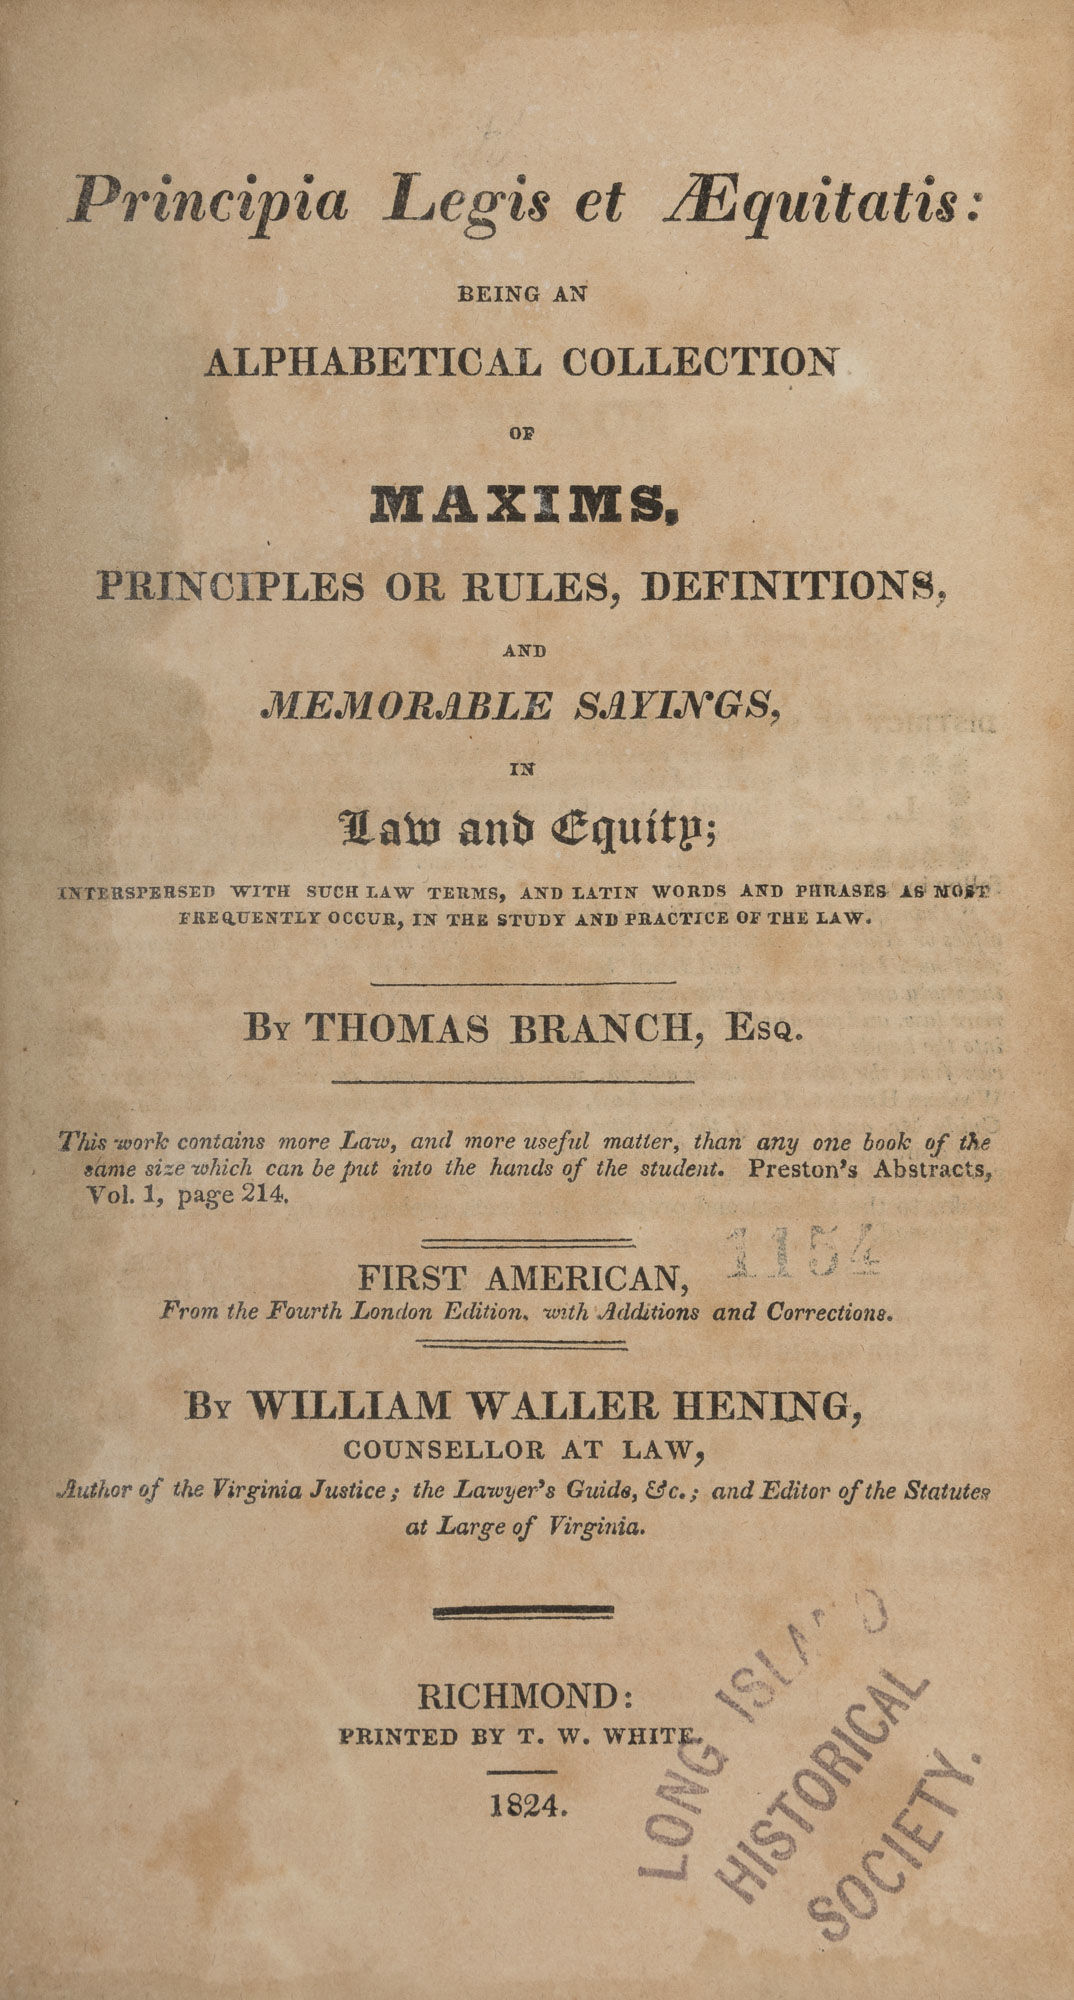 Principia Legis et Æquitatis:
BEING AN
ALPHABETICAL COLLECTION
OF
MAXIMS,
PRINCIPLES OR RULES, DEFINITIONS,
AND
MEMORABLE SAYINGS,
IN
Law and Equity;
INTERSPERSED WITH SUCH LAW TERMS, AND LATIN WORDS AND PHRASES AS MOST
FREQUENTLY OCCUR, IN THE STUDY AND PRACTICE OF THE LAW.
By THOMAS BRANCH, Esq.
This work contains more Law, and more useful matter, than any one book of the
same size which can be put into the hands of the student. Preston's Abstracts,
Vol. 1, page 214.
1154
FIRST AMERICAN,
From the Fourth London Edition, with Additions and Corrections.
By WILLIAM WALLER HENING,
COUNSELLOR AT LAW,
Author of the Virginia Justice; the Lawyer's Guide, &c.; and Editor of the Statutes
at Large of Virginia.
RICHMOND:
PRINTED BY T. W. WHITE.
1824.
LONG ISLAND
HISTORICAL
SOCIETY.